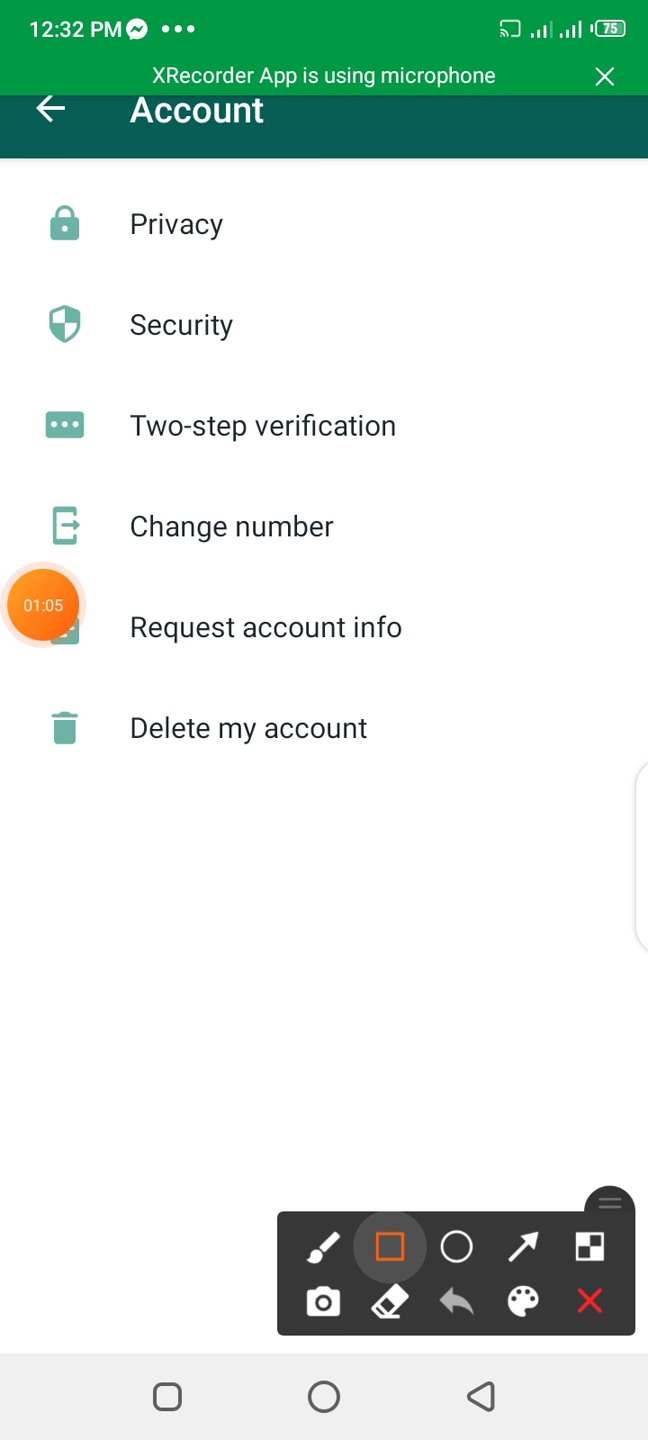 12:32 PM
75
XRecorder App is using microphone
Account
Privacy
Security
Two-step verification
Change number
01:05
Request account info
Delete my account